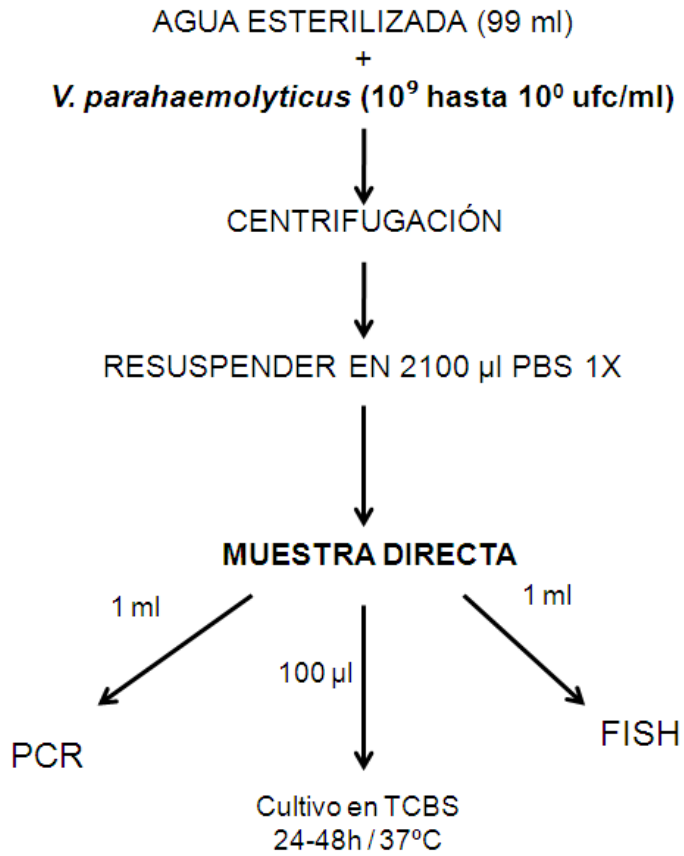 AGUA ESTERILIZADA (99 ml)
+
V. parahaemolyticus (10⁹ hasta 10⁰ ufc/ml)
CENTRIFUGACIÓN
RESUSPENDER EN 2100 µl PBS 1X
MUESTRA DIRECTA
1 ml
1 ml
100 µl
PCR
FISH
Cultivo en TCBS
24-48h / 37ºC